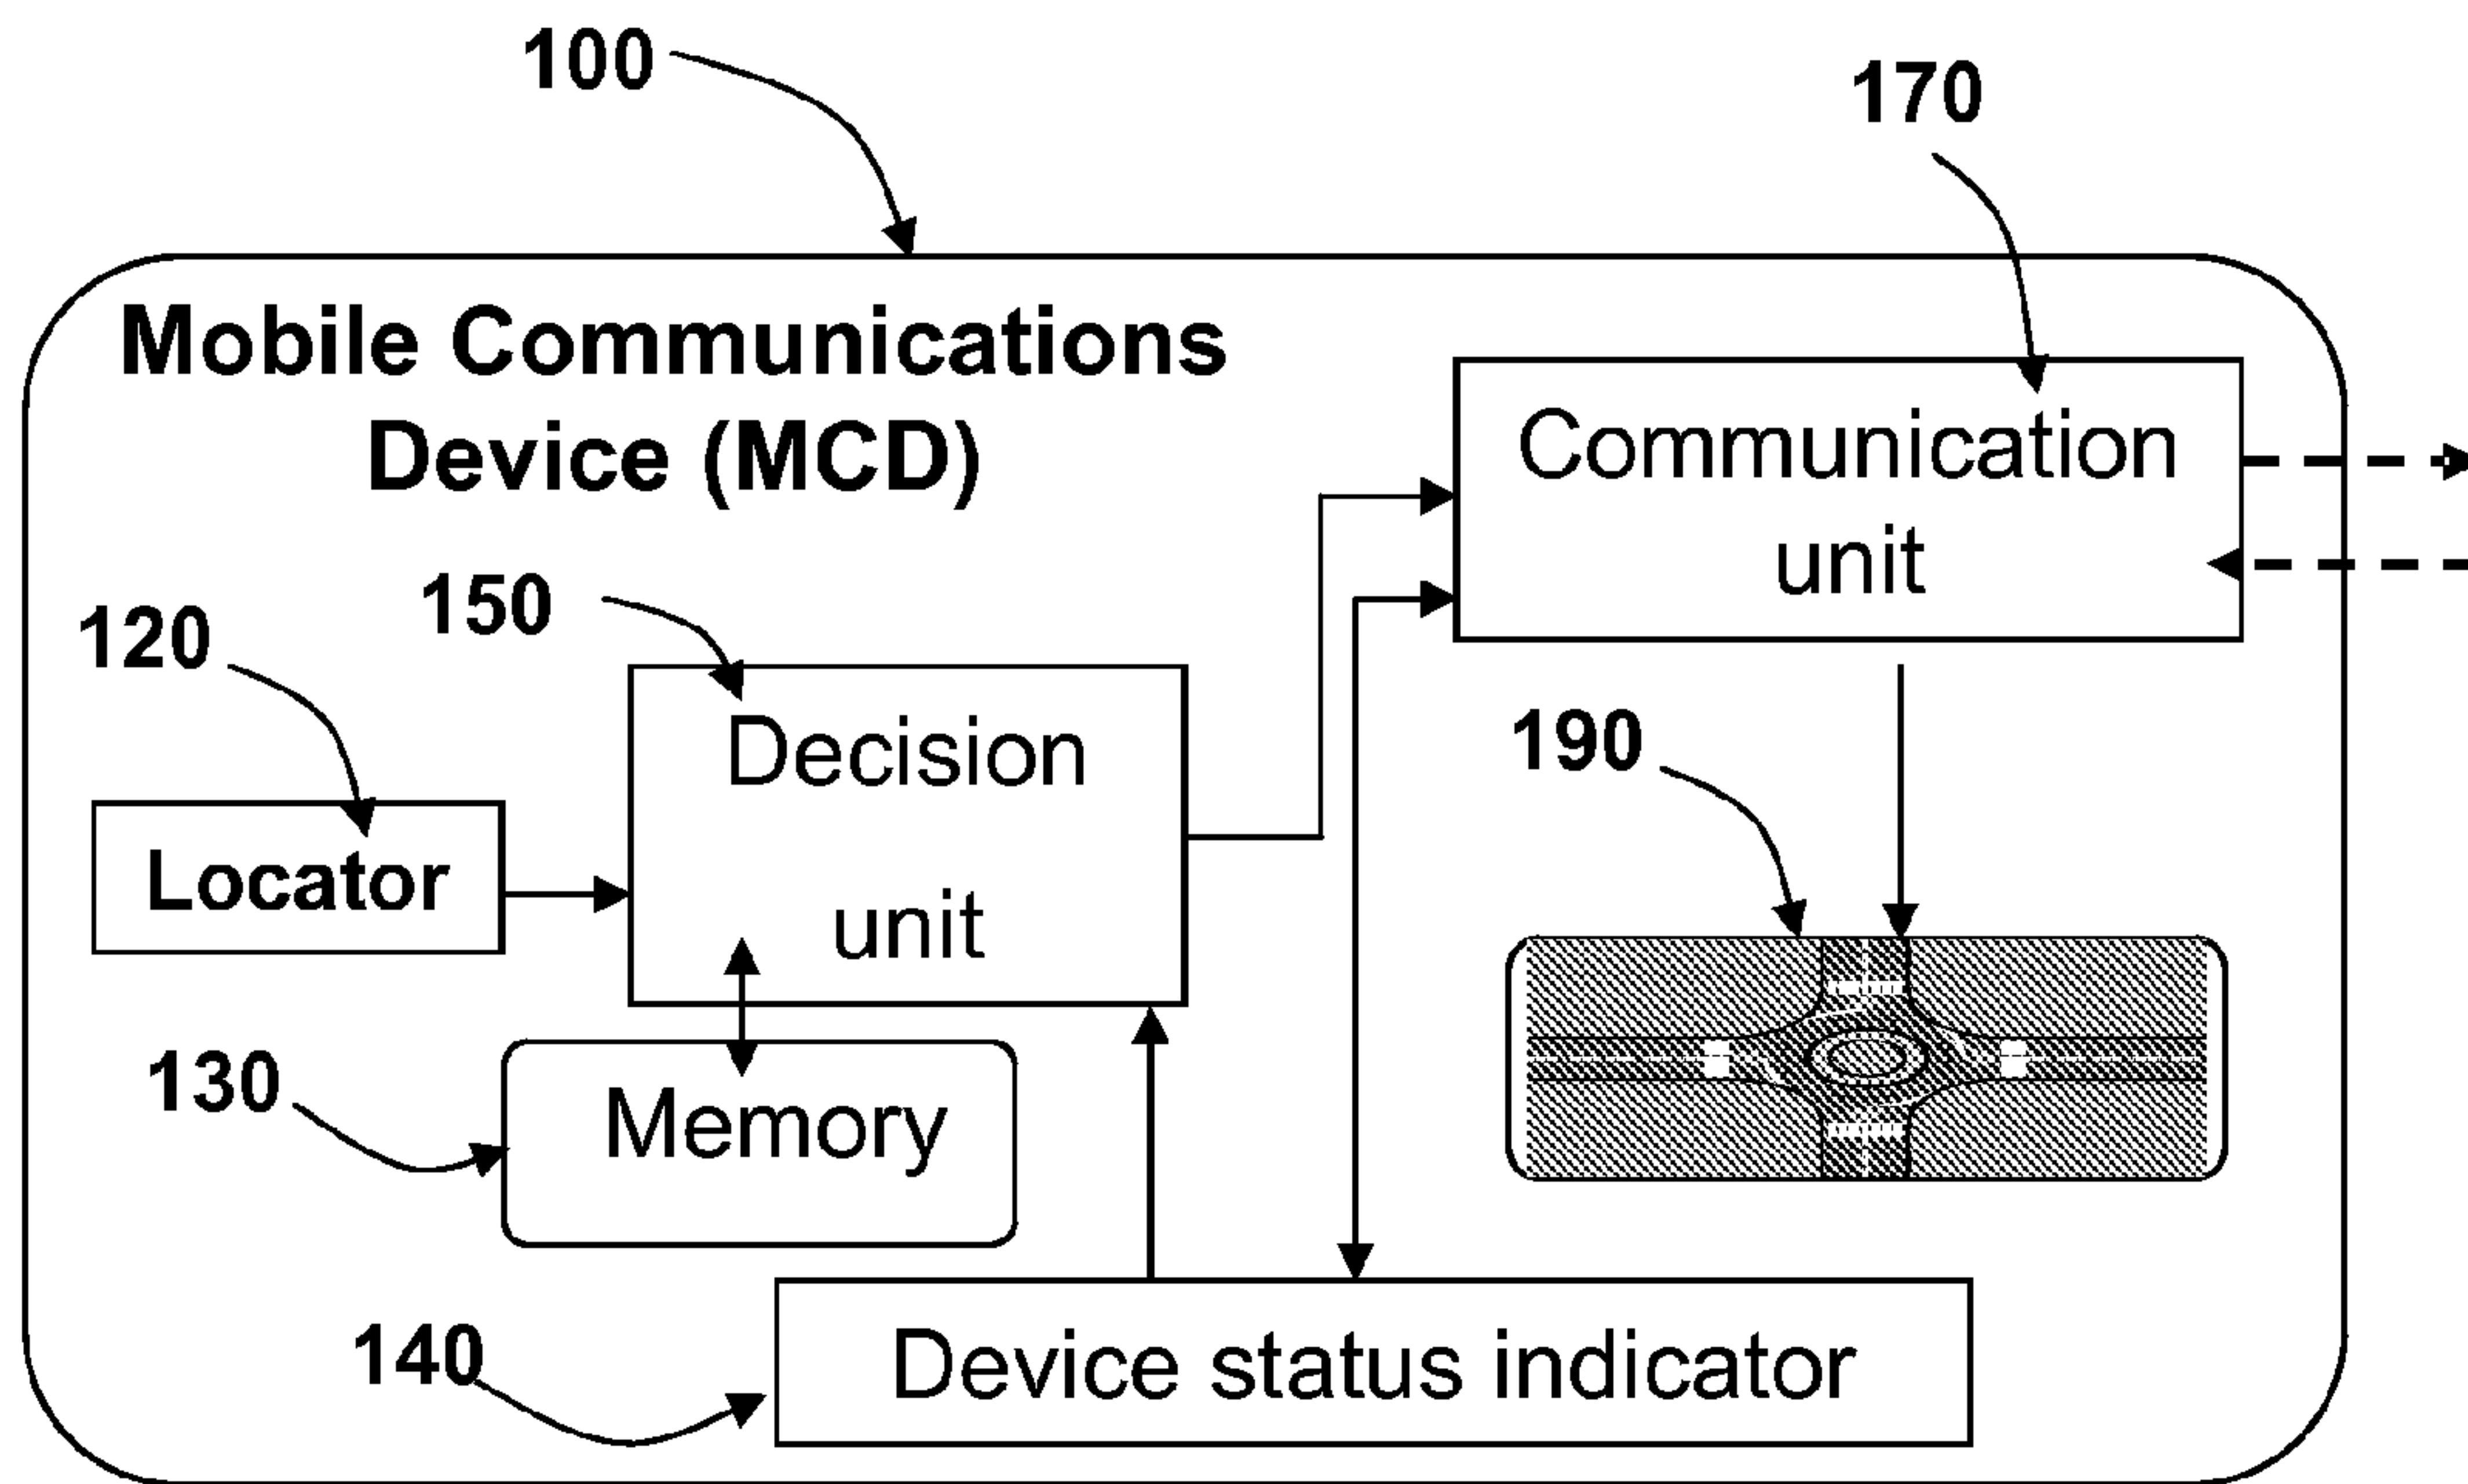 100
170
Mobile Communications
Device (MCD)
Communication
unit
150
120
Decision
unit
190
Locator
130
Memory
140
Device status indicator